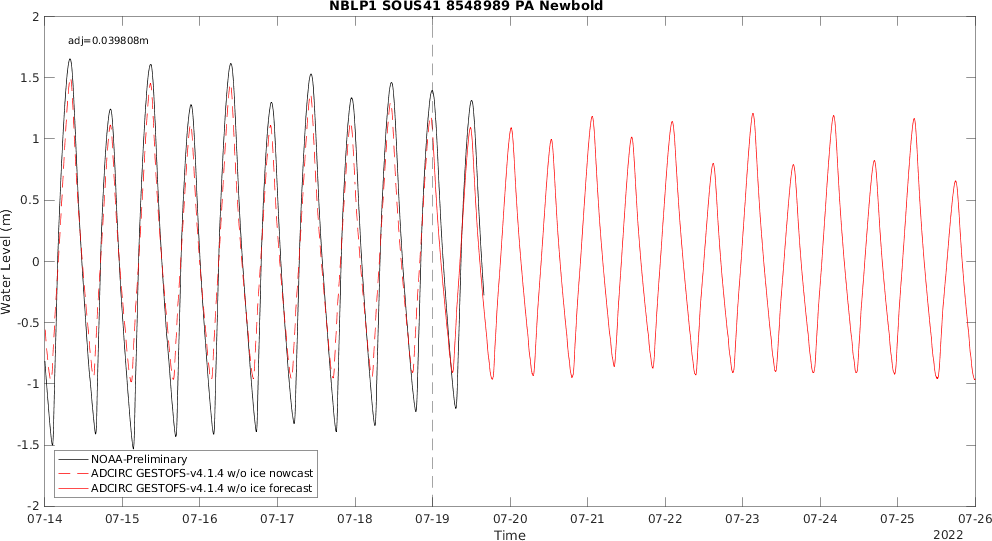 NBLP1 SOUS41 8548989 PA Newbold
adj=0.039808m
2
1.5
1
0.5
0
-0.5
-1
-1.5
-2
Water Level (m)
NOAA-Preliminary
ADCIRC GESTOFS-v4.1.4 w/o ice nowcast
ADCIRC GESTOFS-v4.1.4 w/o ice forecast
07-14 07-15 07-16 07-17 07-18 07-19 07-20 07-21 07-22 07-23 07-24 07-25 07-26
Time
2022